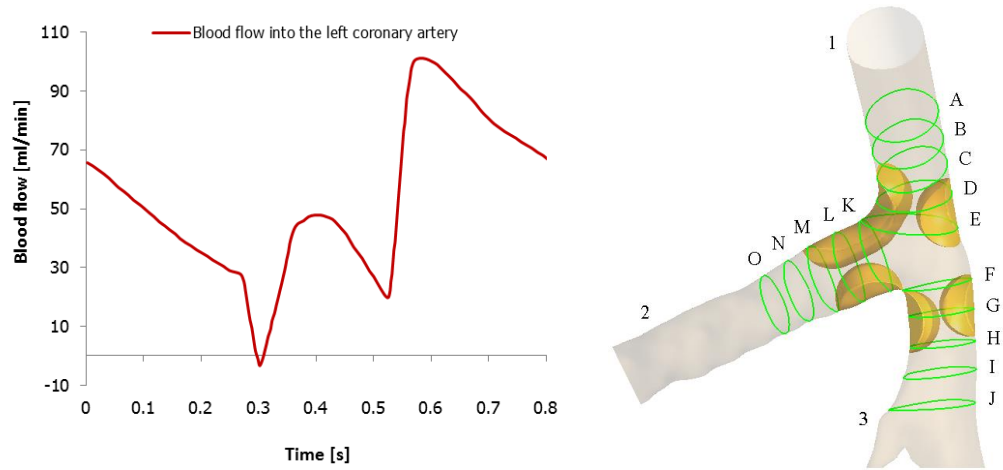 Blood flow into the left coronary artery
Blood flow [ml/min]
110
90
70
50
30
10
-10
0
0.1
0.2
0.3
0.4
0.5
0.6
0.7
0.8
Time [s]
1
A
B
C
D
E
K
L
M
N
O
F
G
H
I
J
2
3